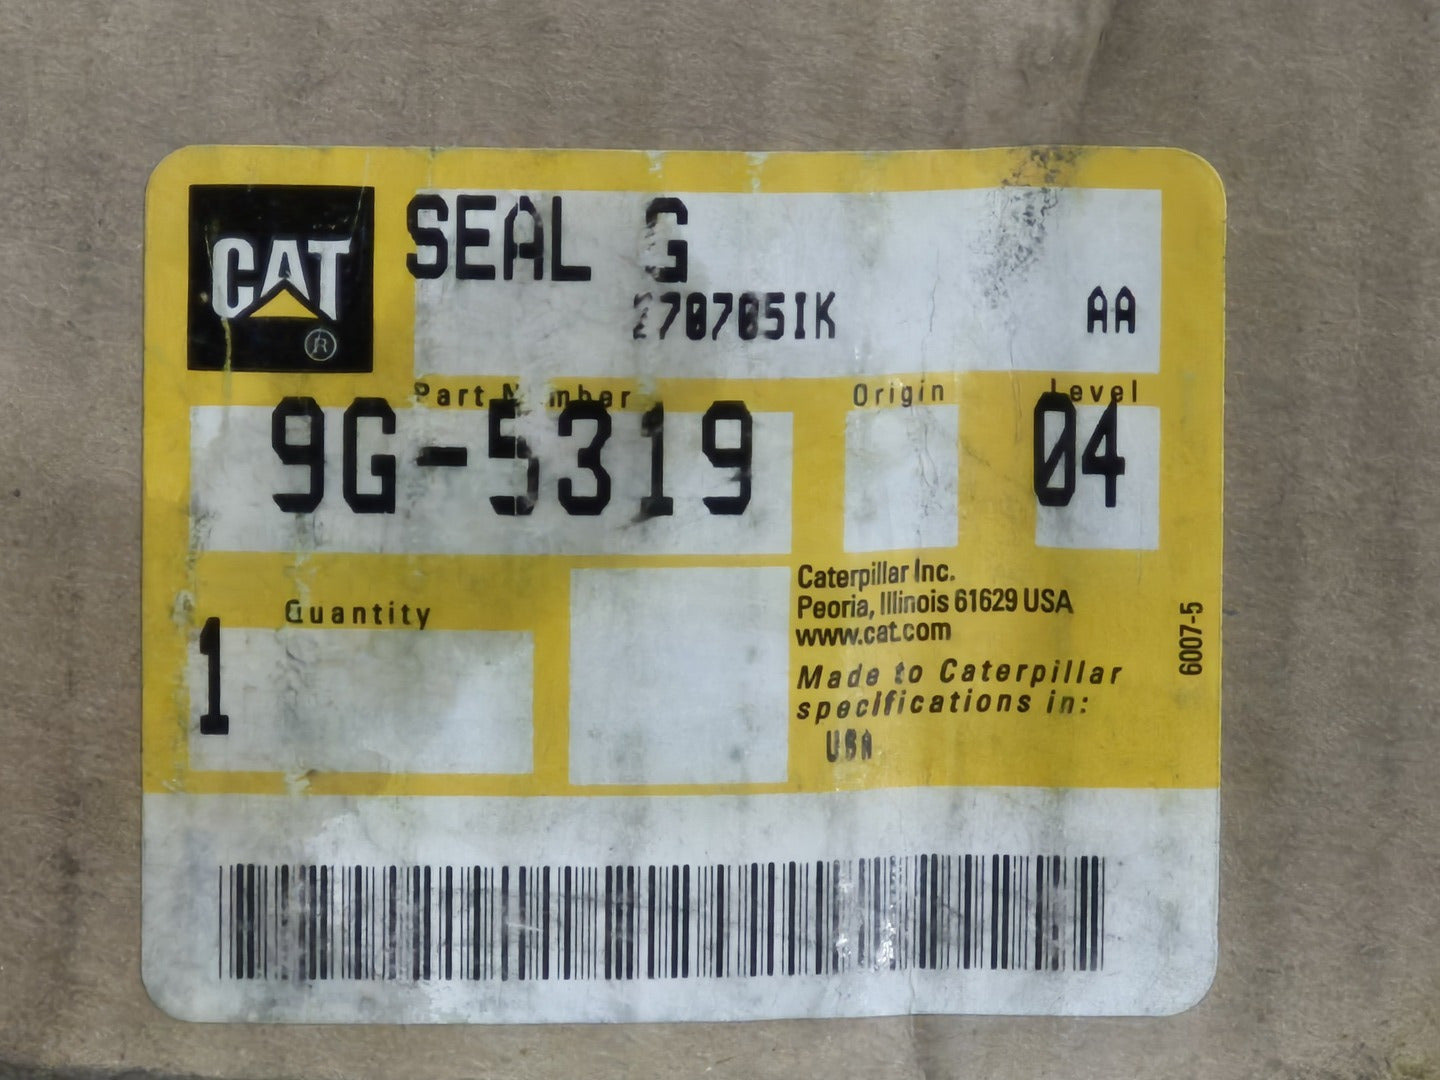 CAT
®
SEAL G
2707051K
AA
Part Number
Origin
Level
9G-5319
04
Quantity
1
Caterpillar Inc.
Peoria, Illinois 61629 USA
www.cat.com
Made to Caterpillar
specifications in:
USA
6007-5